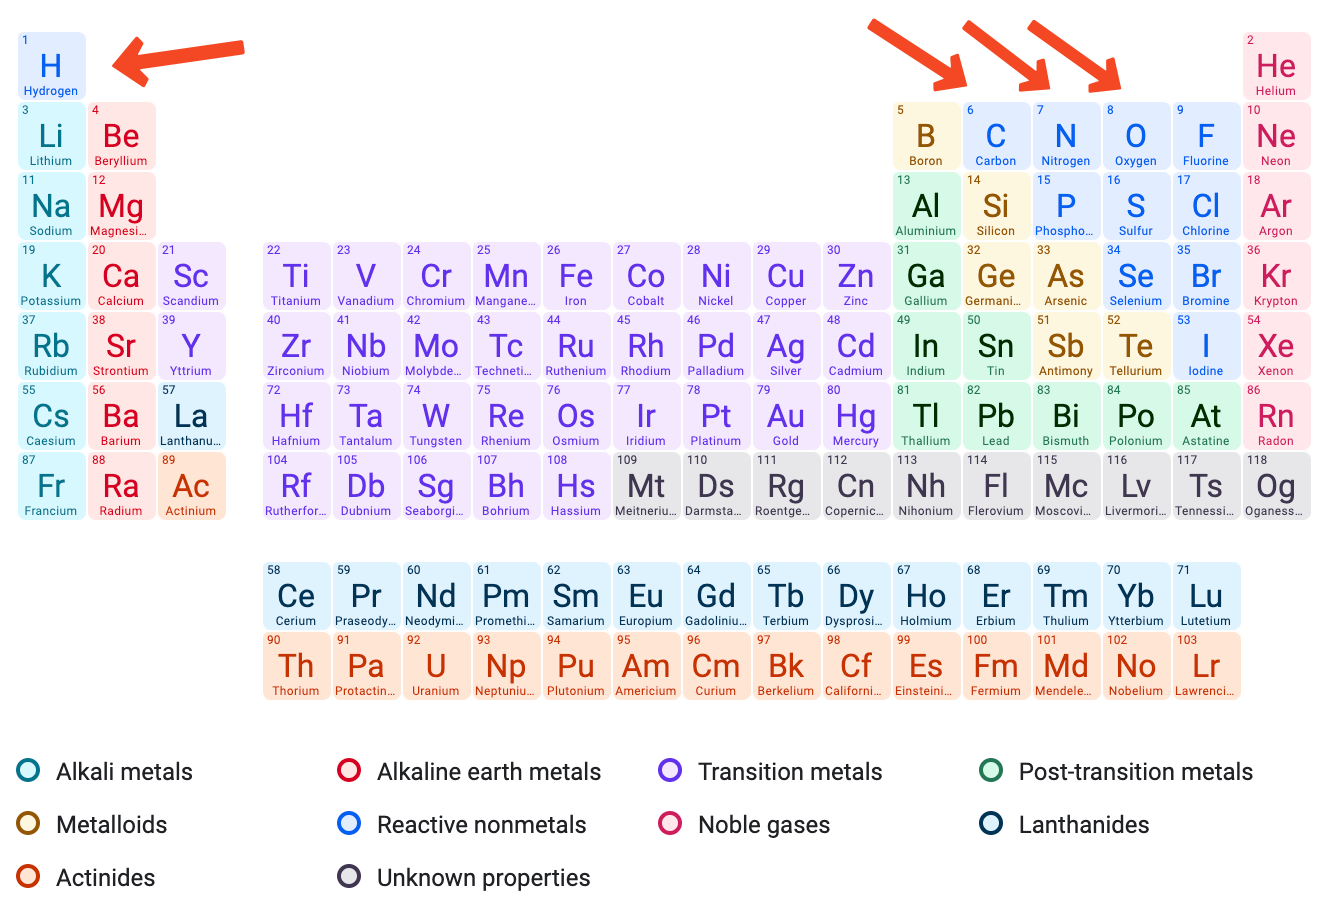 1 2
H He
Hydrogen Helium
3 4 5 6 7 8 9 10
Li Be B C N O F Ne
Lithium Beryllium Boron Carbon Nitrogen Oxygen Fluorine Neon
11 12 13 14 15 16 17 18
Na Mg Al Si P S Cl Ar
Sodium Magnesi... Aluminium Silicon Phospho... Sulfur Chlorine Argon
19 20 21 22 23 24 25 26 27 28 29 30 31 32 33 34 35 36
K Ca Sc Ti V Cr Mn Fe Co Ni Cu Zn Ga Ge As Se Br Kr
Potassium Calcium Scandium Titanium Vanadium Chromium Mangane... Iron Cobalt Nickel Copper Zinc Gallium Germani... Arsenic Selenium Bromine Krypton
37 38 39 40 41 42 43 44 45 46 47 48 49 50 51 52 53 54
Rb Sr Y Zr Nb Mo Tc Ru Rh Pd Ag Cd In Sn Sb Te I Xe
Rubidium Strontium Yttrium Zirconium Niobium Molybde... Techneti... Ruthenium Rhodium Palladium Silver Cadmium Indium Tin Antimony Tellurium Iodine Xenon
55 56 57 72 73 74 75 76 77 78 79 80 81 82 83 84 85 86
Cs Ba La Hf Ta W Re Os Ir Pt Au Hg Tl Pb Bi Po At Rn
Caesium Barium Lanthanu... Hafnium Tantalum Tungsten Rhenium Osmium Iridium Platinum Gold Mercury Thallium Lead Bismuth Polonium Astatine Radon
87 88 89 104 105 106 107 108 109 110 111 112 113 114 115 116 117 118
Fr Ra Ac Rf Db Sg Bh Hs Mt Ds Rg Cn Nh Fl Mc Lv Ts Og
Francium Radium Actinium Rutherfor... Dubnium Seaborgi... Bohrium Hassium Meitneriu... Darmsta... Roentge... Copernic... Nihonium Flerovium Moscovi... Livermori... Tennessi... Oganess...
58 59 60 61 62 63 64 65 66 67 68 69 70 71
Ce Pr Nd Pm Sm Eu Gd Tb Dy Ho Er Tm Yb Lu
Cerium Praseody... Neodymi... Promethi... Samarium Europium Gadoliniu... Terbium Dysprosi... Holmium Erbium Thulium Ytterbium Lutetium
90 91 92 93 94 95 96 97 98 99 100 101 102 103
Th Pa U Np Pu Am Cm Bk Cf Es Fm Md No Lr
Thorium Protactin... Uranium Neptuniu... Plutonium Americium Curium Berkelium Californi... Einsteini... Fermium Mendele... Nobelium Lawrenci...
Alkali metals Alkaline earth metals Transition metals Post-transition metals
Metalloids Reactive nonmetals Noble gases Lanthanides
Actinides Unknown properties